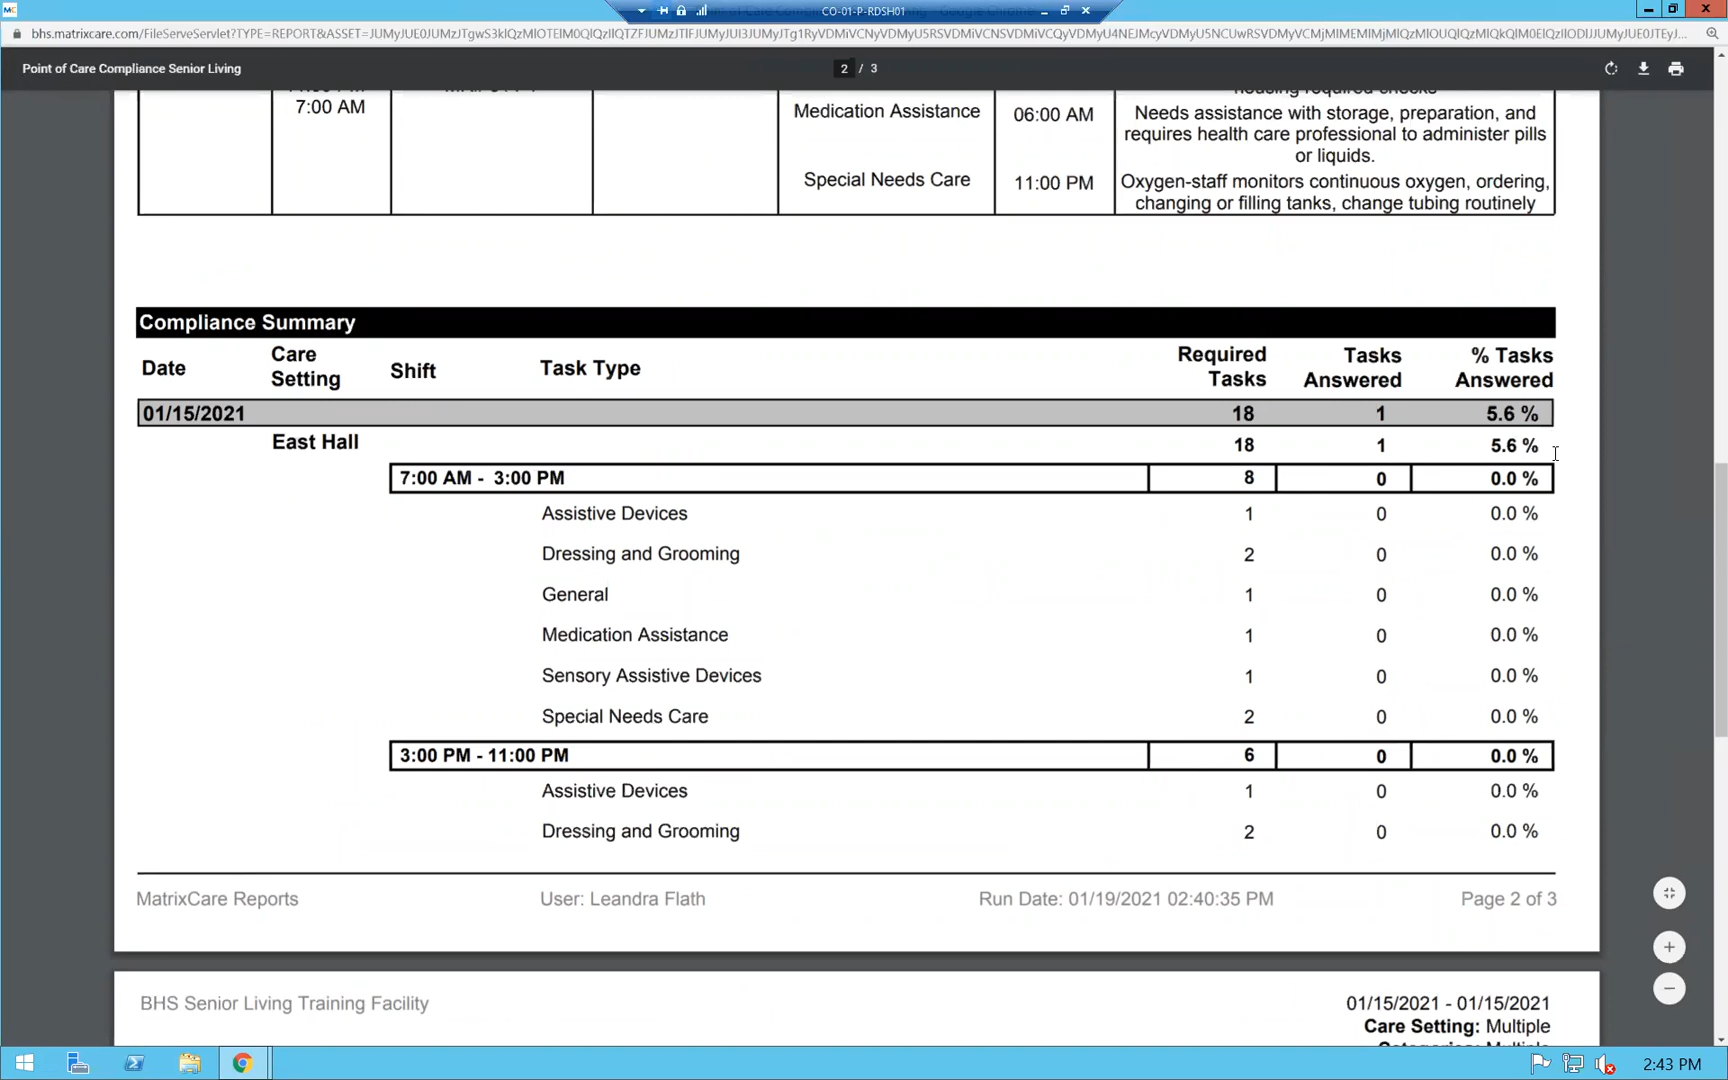 CO-01-P-RDSH01
Point of Care Compliance Senior Living
2 / 3
housing required checks
7:00 AM
Medication Assistance 06:00 AM Needs assistance with storage, preparation, and
requires health care professional to administer pills
or liquids.
Special Needs Care 11:00 PM Oxygen-staff monitors continuous oxygen, ordering,
changing or filling tanks, change tubing routinely
Compliance Summary
Date Care Setting Shift Task Type Required Tasks Tasks Answered % Tasks Answered
01/15/2021 18 1 5.6 %
East Hall 18 1 5.6 %
7:00 AM - 3:00 PM 8 0 0.0 %
Assistive Devices 1 0 0.0 %
Dressing and Grooming 2 0 0.0 %
General 1 0 0.0 %
Medication Assistance 1 0 0.0 %
Sensory Assistive Devices 1 0 0.0 %
Special Needs Care 2 0 0.0 %
3:00 PM - 11:00 PM 6 0 0.0 %
Assistive Devices 1 0 0.0 %
Dressing and Grooming 2 0 0.0 %
MatrixCare Reports User: Leandra Flath Run Date: 01/19/2021 02:40:35 PM Page 2 of 3
BHS Senior Living Training Facility 01/15/2021 - 01/15/2021
Care Setting: Multiple
2:43 PM